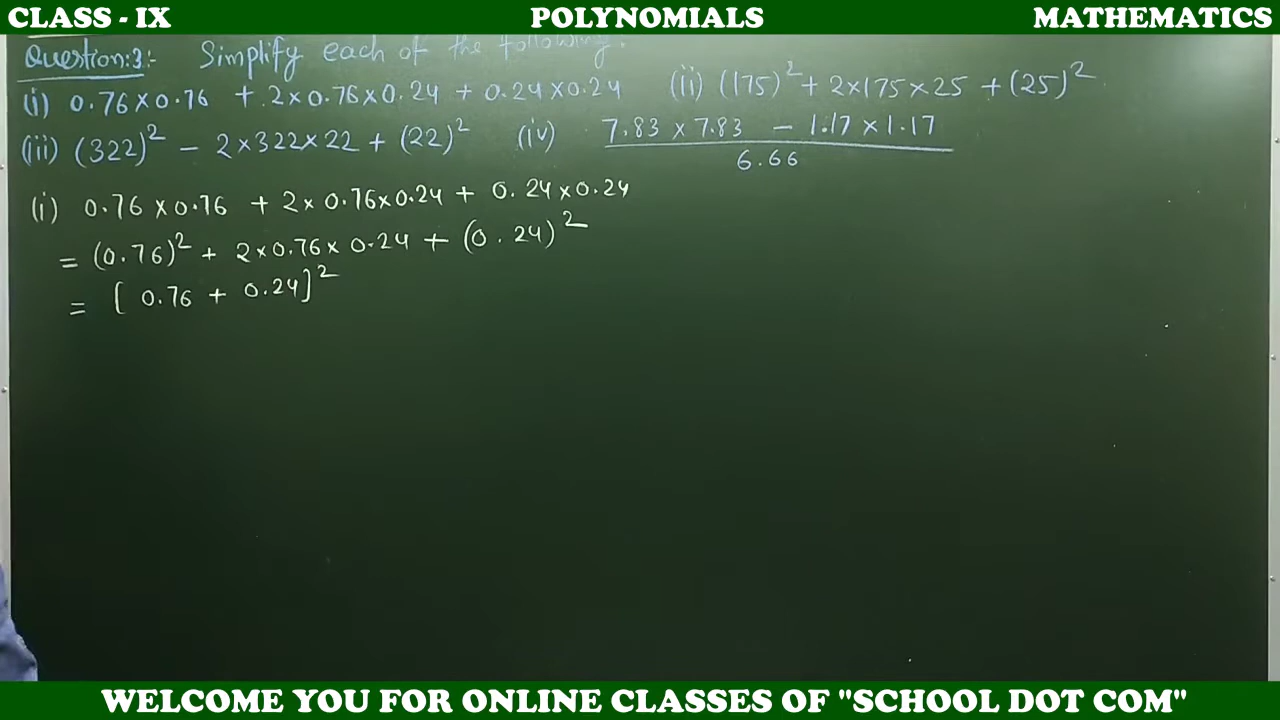 CLASS - IX POLYNOMIALS MATHEMATICS
Question:3:- Simplify each of the following:
(i) 0.76×0.76 + 2×0.76×0.24 + 0.24×0.24 (ii) (175)² + 2×175×25 + (25)²
(iii) (322)² - 2×322×22 + (22)² (iv) 7.83 × 7.83 - 1.17 × 1.17
6.66
(i) 0.76 × 0.76 + 2× 0.76×0.24 + 0.24×0.24
= (0.76)² + 2×0.76× 0.24 + (0.24)²
= [0.76 + 0.24]²
WELCOME YOU FOR ONLINE CLASSES OF "SCHOOL DOT COM"